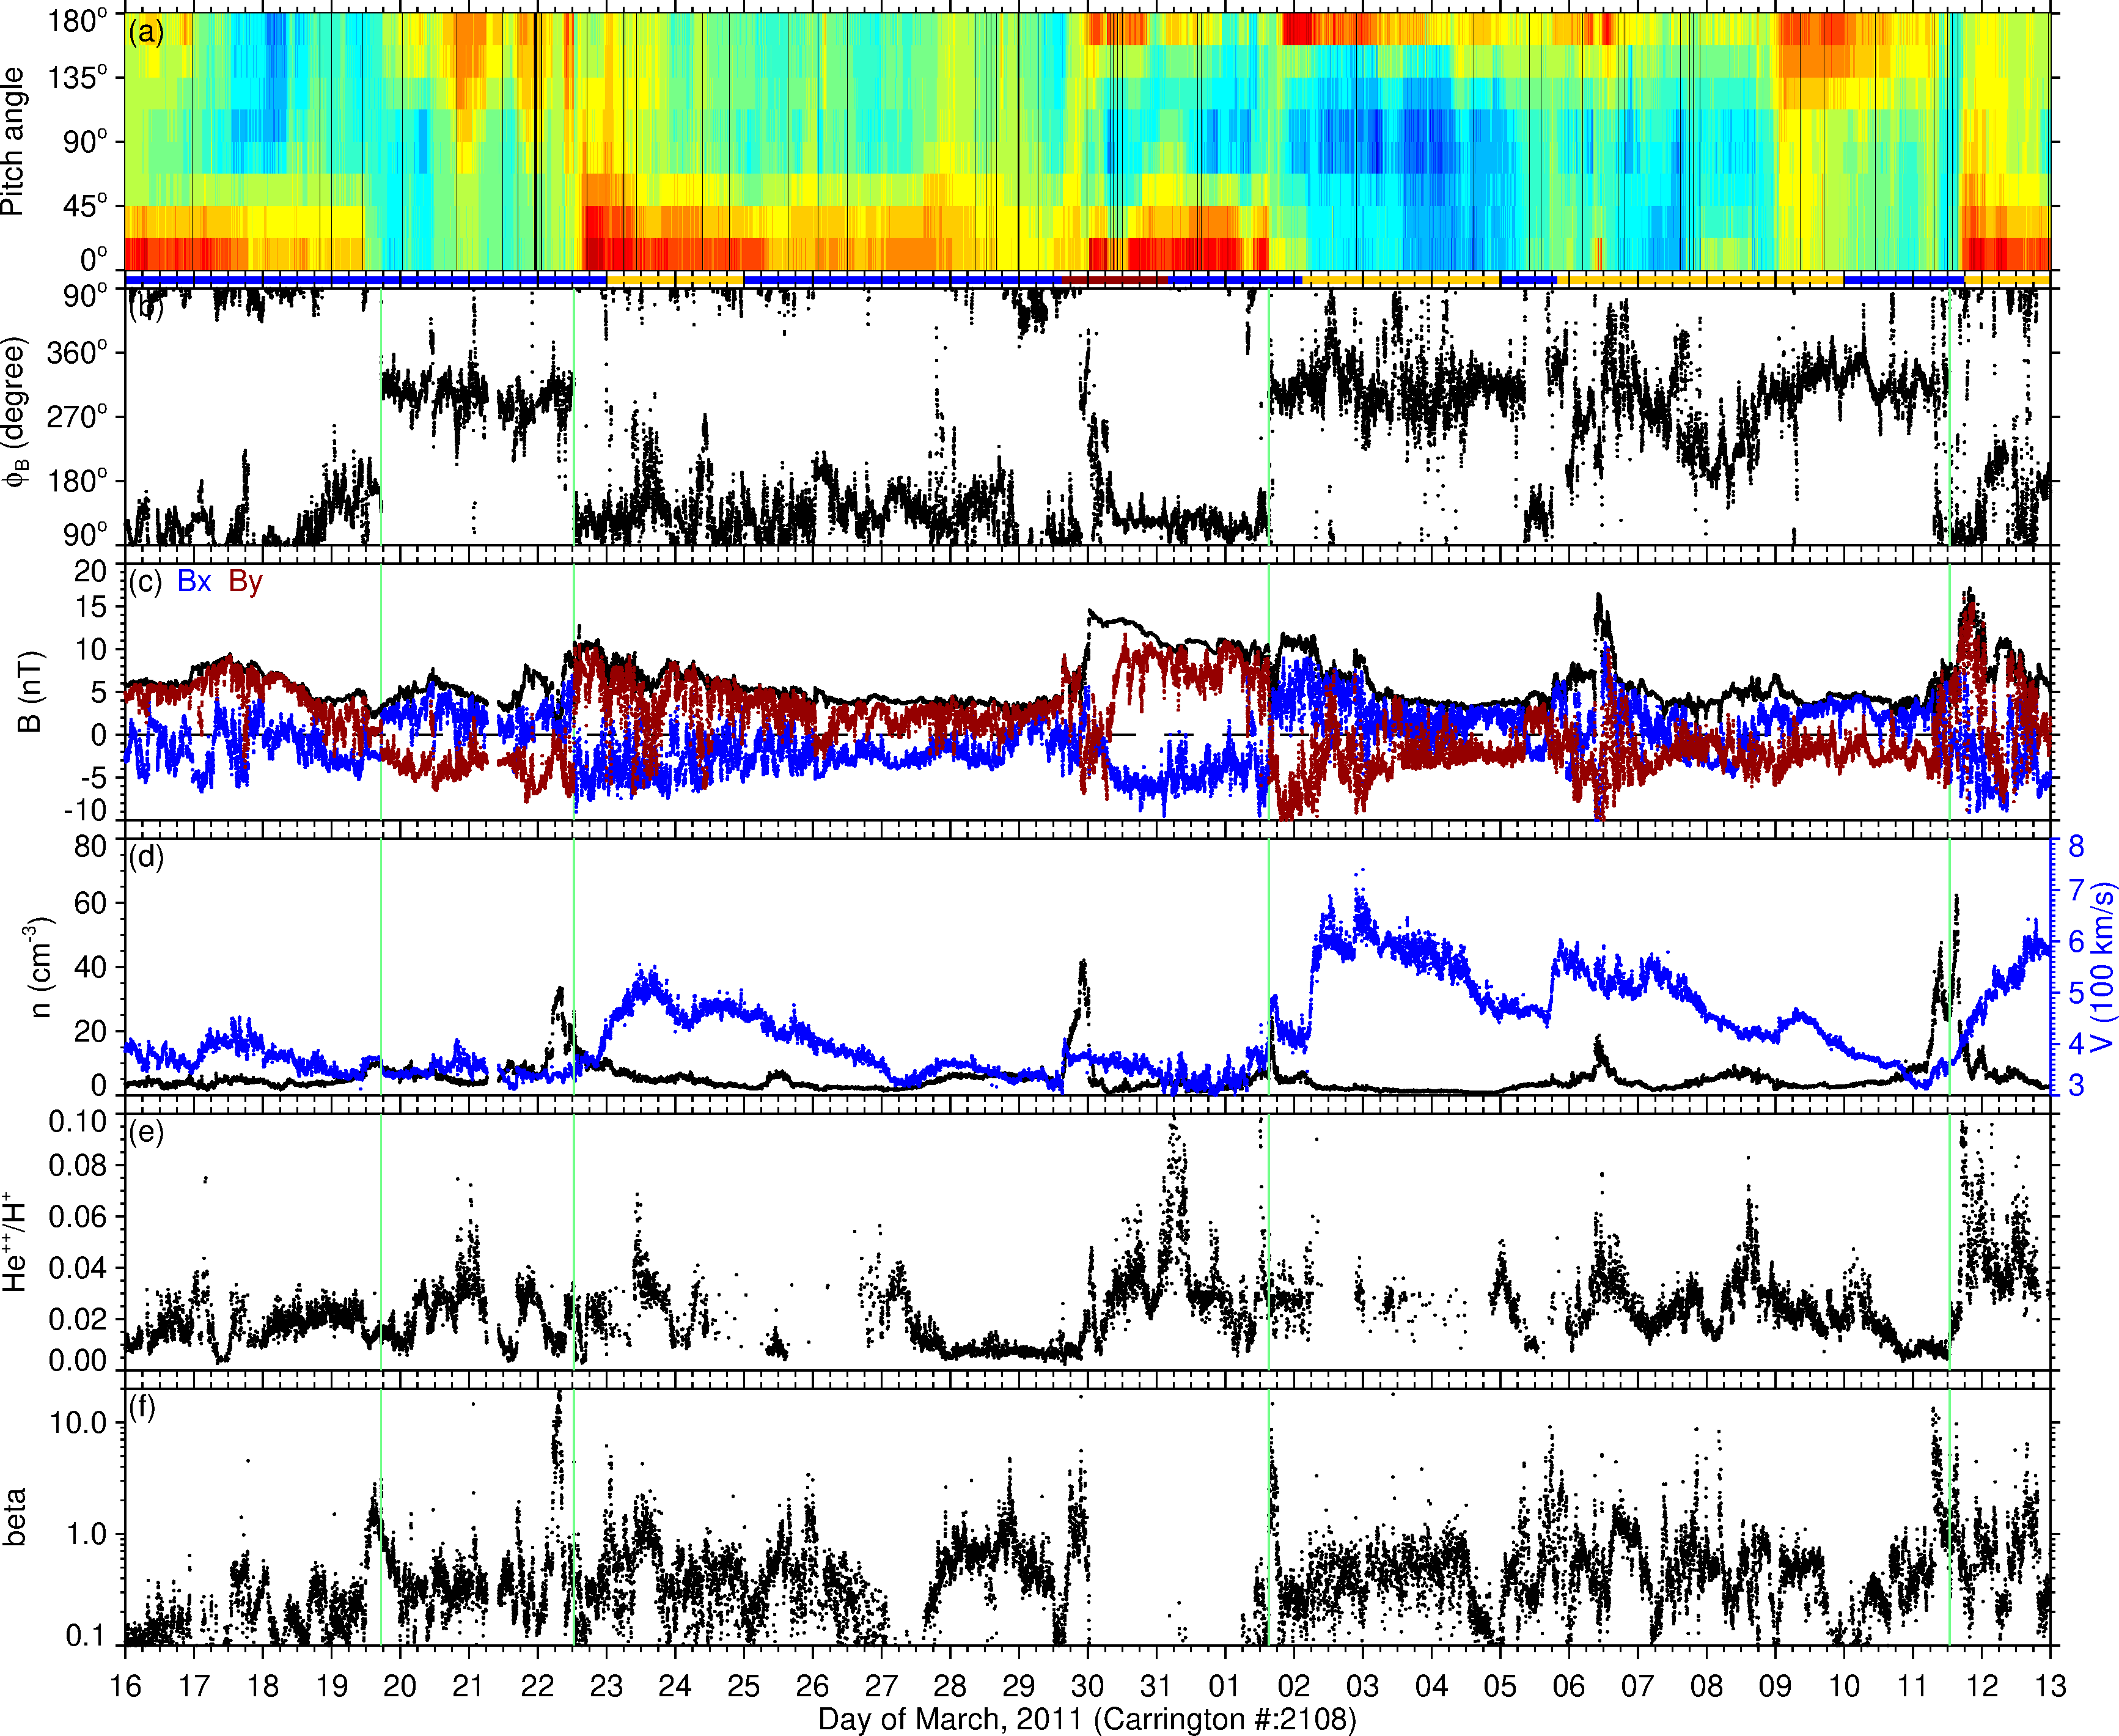 (a)
Pitch angle
180°
135°
90°
45°
0°
(b)
ϕB (degree)
90°
360°
270°
180°
90°
(c) Bx By
B (nT)
20
15
10
5
0
-5
-10
(d)
n (cm-3)
80
60
40
20
0
V (100 km/s)
8
7
6
5
4
3
(e)
He++/H+
0.10
0.08
0.06
0.04
0.02
0.00
(f)
beta
10.0
1.0
0.1
16 17 18 19 20 21 22 23 24 25 26 27 28 29 30 31 01 02 03 04 05 06 07 08 09 10 11 12 13
Day of March, 2011 (Carrington #:2108)